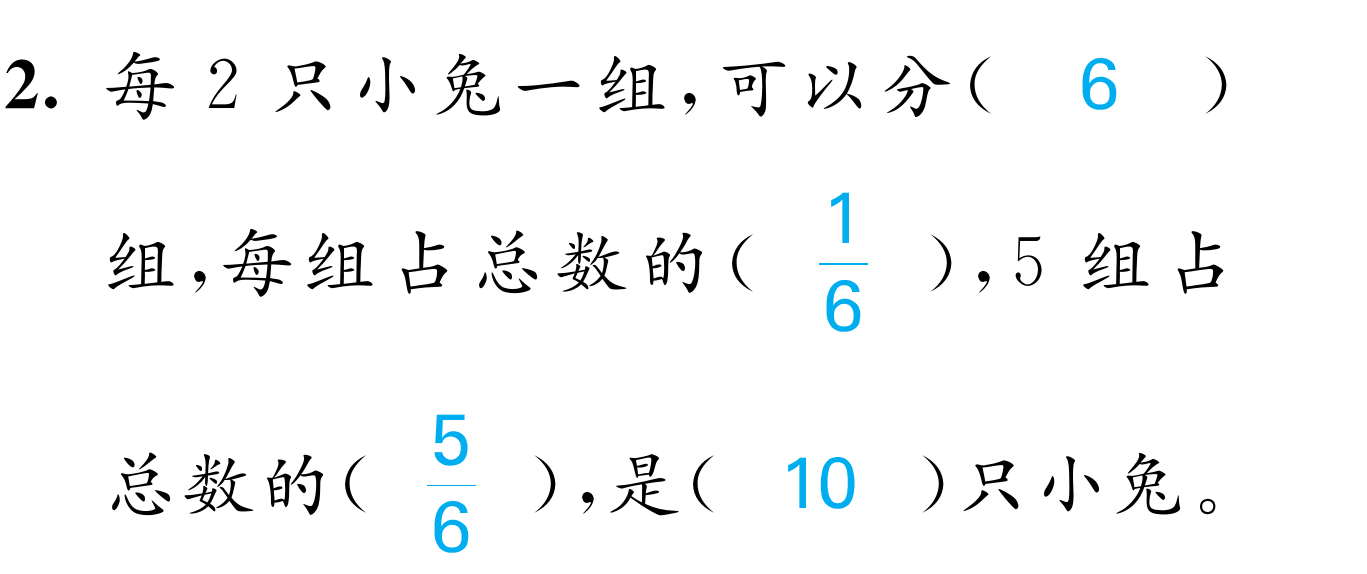 2. 每 2 只小兔一组,可以分( 6 )
组,每组占总数的( 1/6 ),5 组占
总数的( 5/6 ),是( 10 )只小兔。